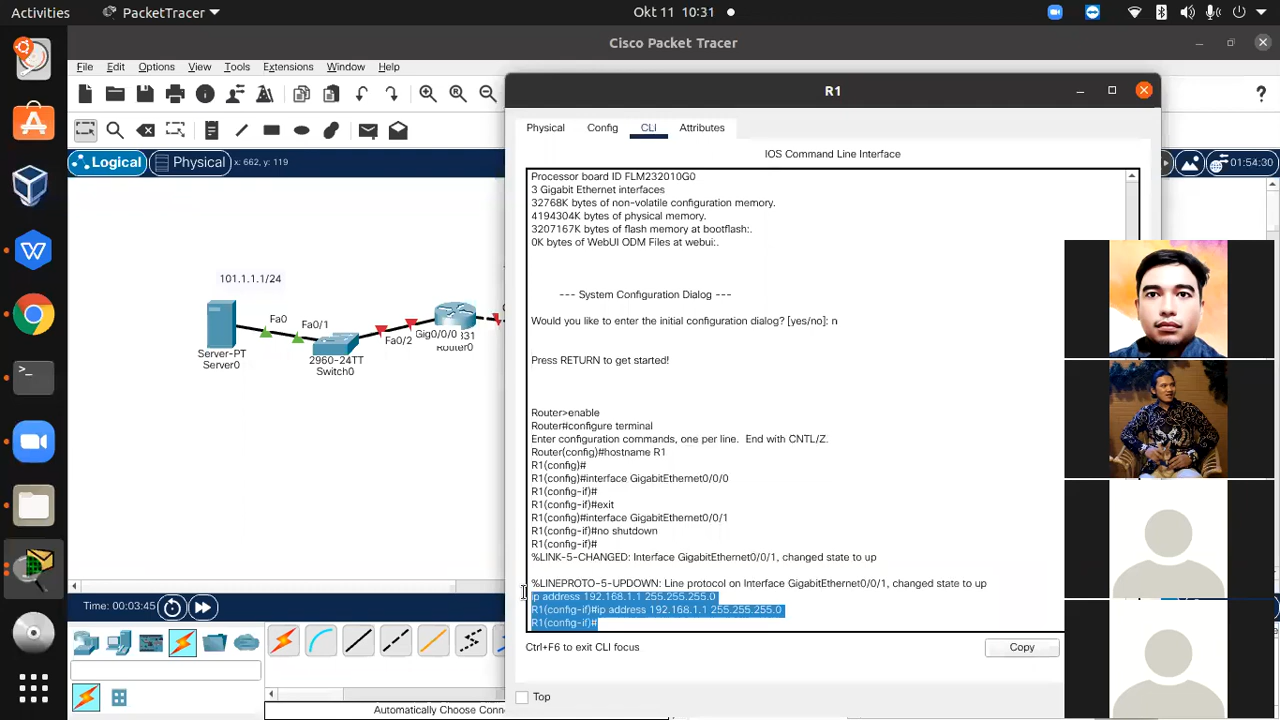 Activities
PacketTracer
Okt 11 10:31
Cisco Packet Tracer
File Edit Options View Tools Extensions Window Help
R1
Physical Config CLI Attributes
Logical
Physical
x: 662, y: 119
01:54:30
IOS Command Line Interface
Processor board ID FLM232010G0
3 Gigabit Ethernet interfaces
32768K bytes of non-volatile configuration memory.
4194304K bytes of physical memory.
3207167K bytes of flash memory at bootflash:.
0K bytes of WebUI ODM Files at webui:.
--- System Configuration Dialog ---
Would you like to enter the initial configuration dialog? [yes/no]: n
Press RETURN to get started!
Router>enable
Router#configure terminal
Enter configuration commands, one per line. End with CNTL/Z.
Router(config)#hostname R1
R1(config)#
R1(config)#interface GigabitEthernet0/0/0
R1(config-if)#
R1(config-if)#exit
R1(config)#interface GigabitEthernet0/0/1
R1(config-if)#no shutdown
R1(config-if)#
%LINK-5-CHANGED: Interface GigabitEthernet0/0/1, changed state to up
%LINEPROTO-5-UPDOWN: Line protocol on Interface GigabitEthernet0/0/1, changed state to up
ip address 192.168.1.1 255.255.255.0
R1(config-if)#ip address 192.168.1.1 255.255.255.0
R1(config-if)#
Ctrl+F6 to exit CLI focus
Copy
Top
101.1.1.1/24
Fa0
Fa0/1
Server-PT
Server0
2960-24TT
Switch0
Fa0/2
Gig0/0/0
331
Router0
Time: 00:03:45
Automatically Choose Conne